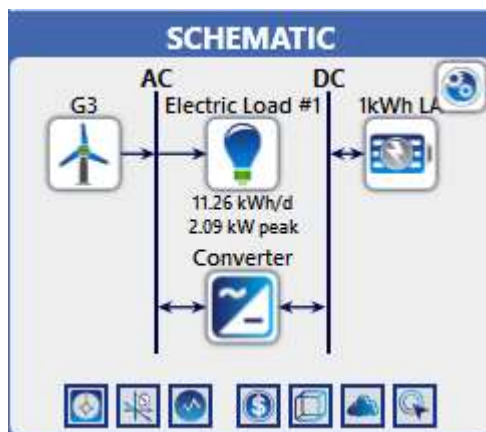 SCHEMATIC
AC
DC
G3
Electric Load #1
1kWh LA
11.26 kWh/d
2.09 kW peak
Converter